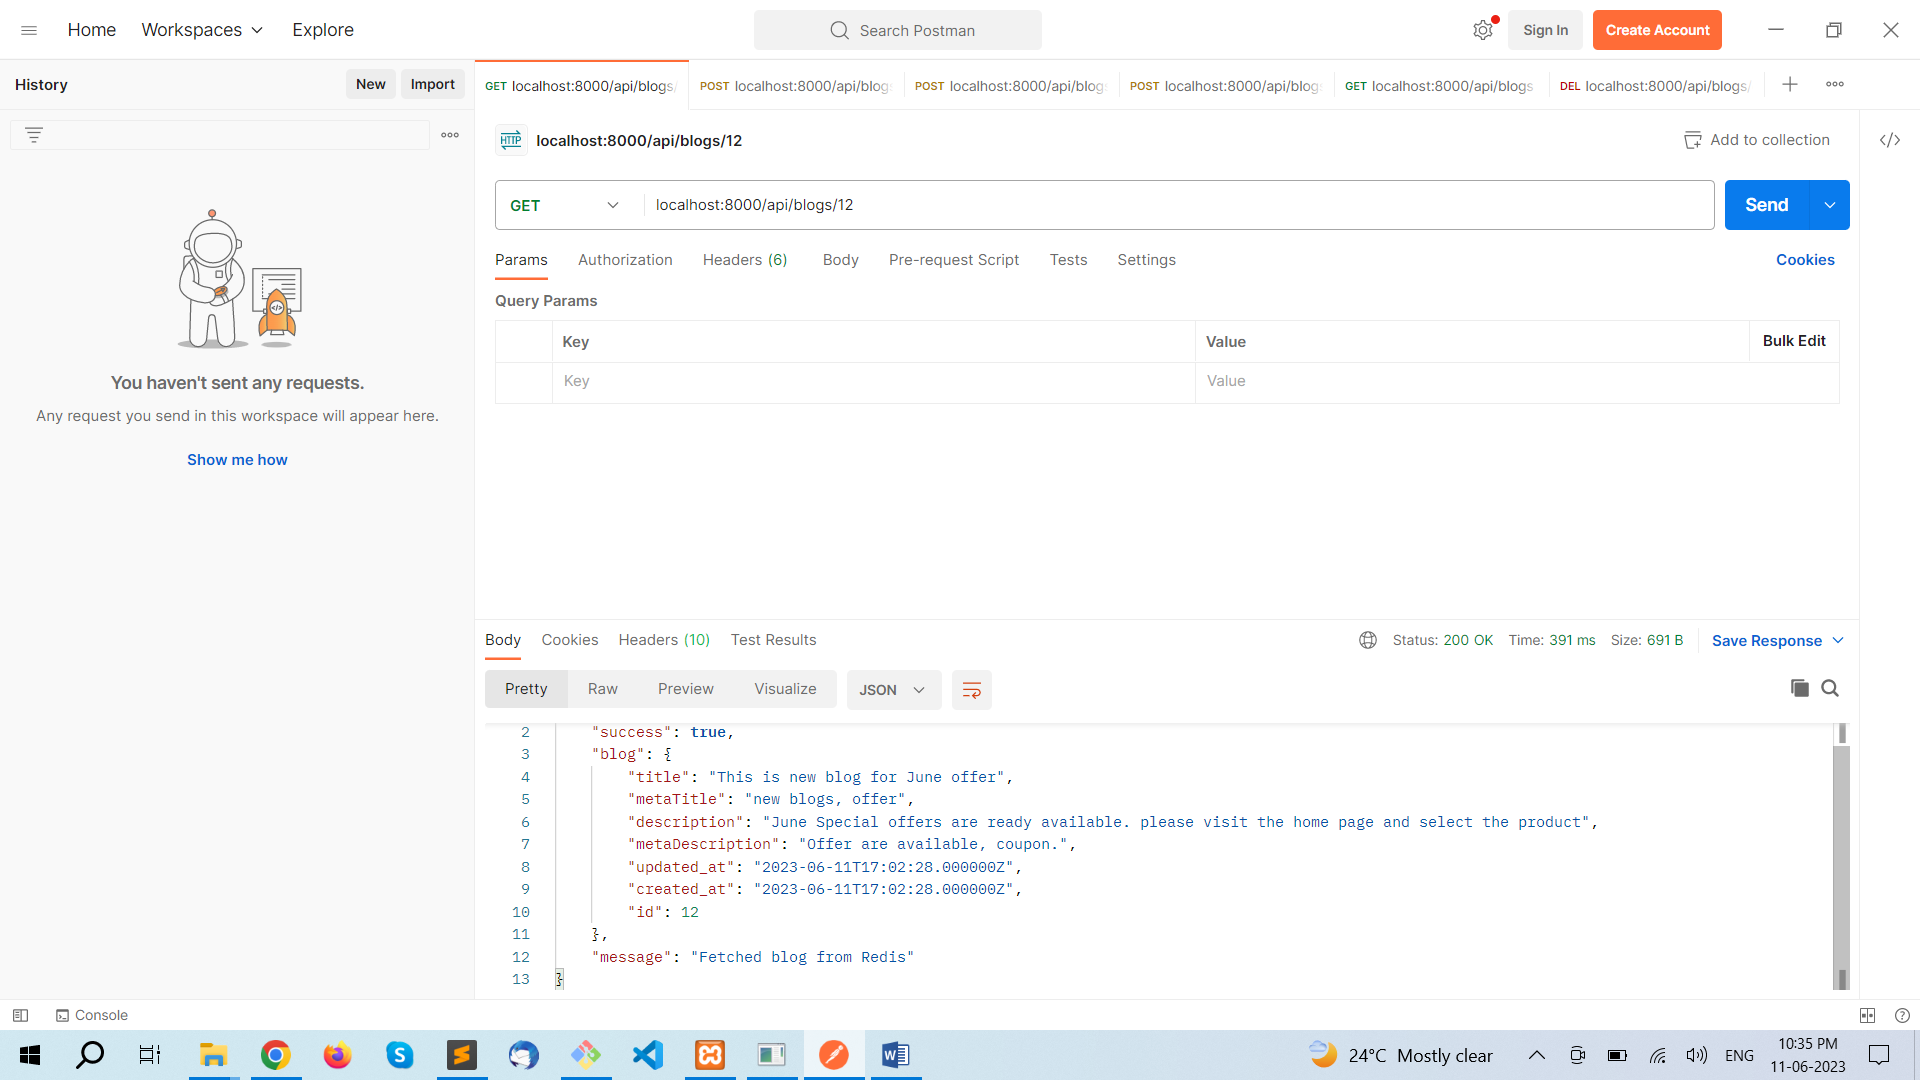 Home Workspaces Explore
Search Postman
Sign In Create Account
History New Import
GET localhost:8000/api/blogs/ POST localhost:8000/api/blogs POST localhost:8000/api/blog POST localhost:8000/api/blog GET localhost:8000/api/blogs DEL localhost:8000/api/blogs/
HTTP localhost:8000/api/blogs/12 Add to collection
GET localhost:8000/api/blogs/12 Send
Params Authorization Headers (6) Body Pre-request Script Tests Settings Cookies
Query Params
Key Value Bulk Edit
Key Value
You haven't sent any requests.
Any request you send in this workspace will appear here.
Show me how
Body Cookies Headers (10) Test Results Status: 200 OK Time: 391 ms Size: 691 B Save Response
Pretty Raw Preview Visualize JSON
2 "success": true,
3 "blog": {
4 "title": "This is new blog for June offer",
5 "metaTitle": "new blogs, offer",
6 "description": "June Special offers are ready available. please visit the home page and select the product",
7 "metaDescription": "Offer are available, coupon.",
8 "updated_at": "2023-06-11T17:02:28.000000Z",
9 "created_at": "2023-06-11T17:02:28.000000Z",
10 "id": 12
11 },
12 "message": "Fetched blog from Redis"
13 }
Console
24°C Mostly clear ENG 10:35 PM
11-06-2023